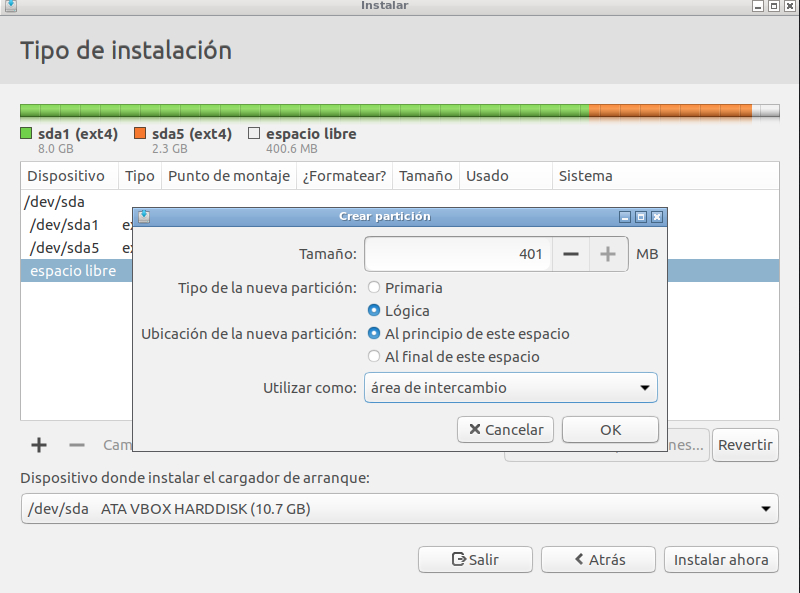 Instalar
Tipo de instalación
sda1 (ext4) sda5 (ext4) espacio libre
8.0 GB 2.3 GB 400.6 MB
Dispositivo Tipo Punto de montaje ¿Formatear? Tamaño Usado Sistema
/dev/sda
/dev/sda1
/dev/sda5
espacio libre
Crear partición
Tamaño: 401 MB
Tipo de la nueva partición: Primaria
Lógica
Ubicación de la nueva partición: Al principio de este espacio
Al final de este espacio
Utilizar como: área de intercambio
Cancelar OK
Revertir
Dispositivo donde instalar el cargador de arranque:
/dev/sda ATA VBOX HARDDISK (10.7 GB)
Salir Atrás Instalar ahora